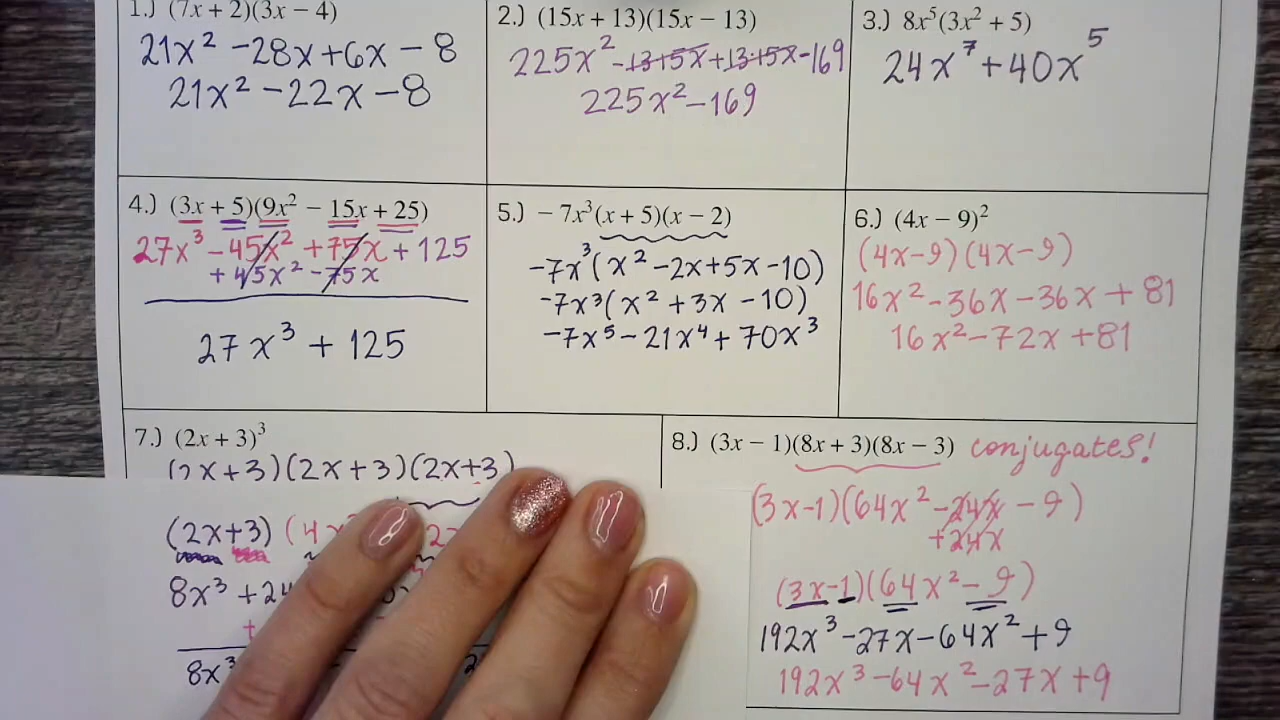 1.) (7x + 2)(3x − 4)
21x² − 28x + 6x − 8
21x² − 22x − 8
2.) (15x + 13)(15x − 13)
225x² − 13·15x + 13·15x − 169
225x² − 169
3.) 8x⁵(3x² + 5)
24x⁷ + 40x⁵
4.) (3x + 5)(9x² − 15x + 25)
27x³ − 45x² + 75x + 125
+ 45x² − 75x
27x³ + 125
5.) − 7x³(x + 5)(x − 2)
−7x³(x² − 2x + 5x − 10)
−7x³(x² + 3x − 10)
−7x⁵ − 21x⁴ + 70x³
6.) (4x − 9)²
(4x − 9)(4x − 9)
16x² − 36x − 36x + 81
16x² − 72x + 81
7.) (2x + 3)³
(2x + 3)(2x + 3)(2x + 3)
(2x + 3)(4x
8x³ + 24
+
8x³
8.) (3x − 1)(8x + 3)(8x − 3) conjugates!
(3x − 1)(64x² − 24x − 9)
+24x
(3x − 1)(64x² − 9)
192x³ − 27x − 64x² + 9
192x³ − 64x² − 27x + 9